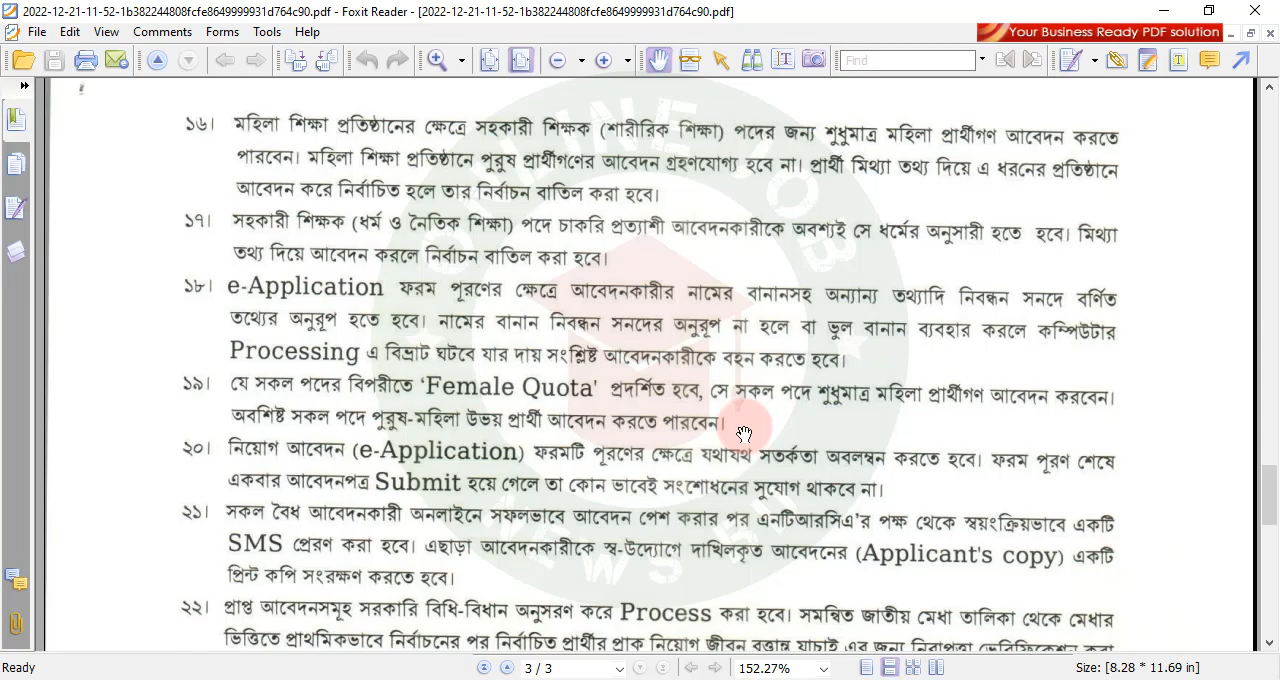 2022-12-21-11-52-1b382244808fcfe8649999931d764c90.pdf - Foxit Reader - [2022-12-21-11-52-1b382244808fcfe8649999931d764c90.pdf]
File Edit View Comments Forms Tools Help
Your Business Ready PDF solution
Find
১৬। মহিলা শিক্ষা প্রতিষ্ঠানের ক্ষেত্রে সহকারী শিক্ষক (শারীরিক শিক্ষা) পদের জন্য শুধুমাত্র মহিলা প্রার্থীগণ আবেদন করতে
পারবেন। মহিলা শিক্ষা প্রতিষ্ঠানে পুরুষ প্রার্থীগণের আবেদন গ্রহণযোগ্য হবে না। প্রার্থী মিথ্যা তথ্য দিয়ে এ ধরনের প্রতিষ্ঠানে
আবেদন করে নির্বাচিত হলে তার নির্বাচন বাতিল করা হবে।
১৭। সহকারী শিক্ষক (ধর্ম ও নৈতিক শিক্ষা) পদে চাকরি প্রত্যাশী আবেদনকারীকে অবশ্যই সে ধর্মের অনুসারী হতে হবে। মিথ্যা
তথ্য দিয়ে আবেদন করলে নির্বাচন বাতিল করা হবে।
১৮। e-Application ফরম পূরণের ক্ষেত্রে আবেদনকারীর নামের বানানসহ অন্যান্য তথ্যাদি নিবন্ধন সনদে বর্ণিত
তথ্যের অনুরূপ হতে হবে। নামের বানান নিবন্ধন সনদের অনুরূপ না হলে বা ভুল বানান ব্যবহার করলে কম্পিউটার
Processing এ বিভ্রাট ঘটবে যার দায় সংশ্লিষ্ট আবেদনকারীকে বহন করতে হবে।
১৯। যে সকল পদের বিপরীতে ‘Female Quota' প্রদর্শিত হবে, সে সকল পদে শুধুমাত্র মহিলা প্রার্থীগণ আবেদন করবেন।
অবশিষ্ট সকল পদে পুরুষ-মহিলা উভয় প্রার্থী আবেদন করতে পারবেন।
২০। নিয়োগ আবেদন (e-Application) ফরমটি পূরণের ক্ষেত্রে যথাযথ সতর্কতা অবলম্বন করতে হবে। ফরম পূরণ শেষে
একবার আবেদনপত্র Submit হয়ে গেলে তা কোন ভাবেই সংশোধনের সুযোগ থাকবে না।
২১। সকল বৈধ আবেদনকারী অনলাইনে সফলভাবে আবেদন পেশ করার পর এনটিআরসিএ’র পক্ষ থেকে স্বয়ংক্রিয়ভাবে একটি
SMS প্রেরণ করা হবে। এছাড়া আবেদনকারীকে স্ব-উদ্যোগে দাখিলকৃত আবেদনের (Applicant's copy) একটি
প্রিন্ট কপি সংরক্ষণ করতে হবে।
২২। প্রাপ্ত আবেদনসমূহ সরকারি বিধি-বিধান অনুসরণ করে Process করা হবে। সমন্বিত জাতীয় মেধা তালিকা থেকে মেধার
ভিত্তিতে প্রাথমিকভাবে নির্বাচনের পর নির্বাচিত প্রার্থীর প্রাক নিয়োগ জীবন বৃত্তান্ত যাচাই এর জন্য নিরাপত্তা ভেরিফিকেশন করা
ONLINE JOB
NEWS BD
Ready 3 / 3 152.27% Size: [8.28 * 11.69 in]